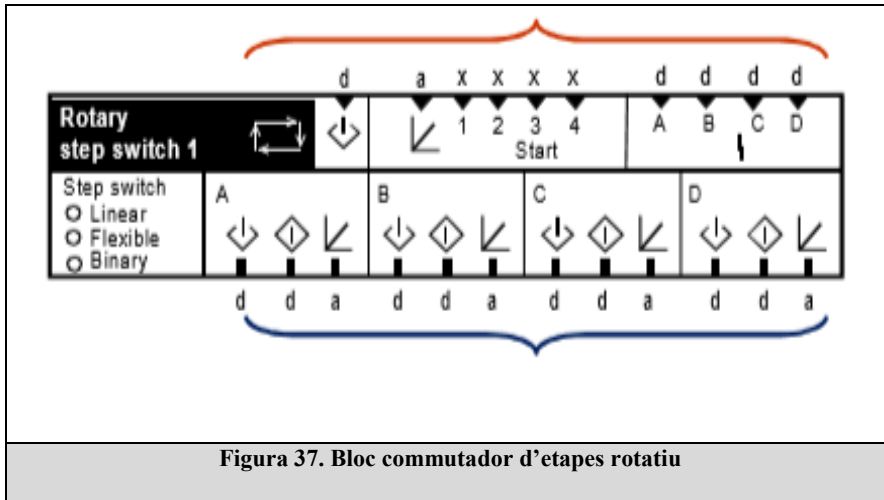 d a x x x x d d d d
Rotary
step switch 1
1 2 3 4
Start
A B C D
Step switch
O Linear
O Flexible
O Binary
A B C D
d d a d d a d d a d d a
Figura 37. Bloc commutador d’etapes rotatiu